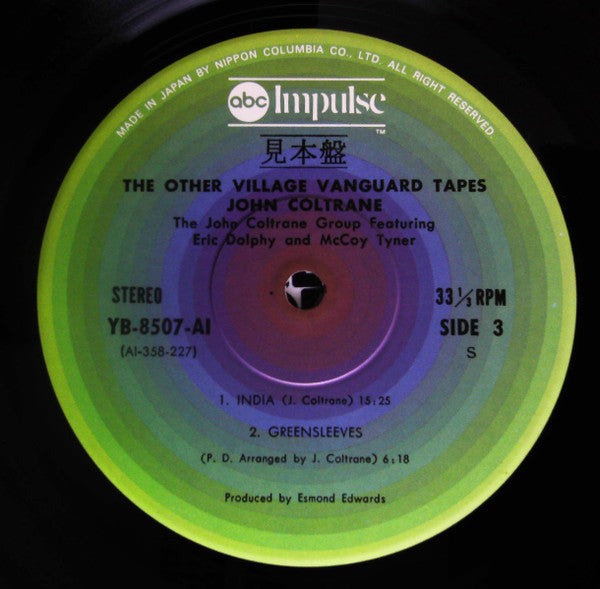 MADE IN JAPAN BY NIPPON COLUMBIA CO., LTD. ALL RIGHT RESERVED.
abc Impulse
TM
見本盤
THE OTHER VILLAGE VANGUARD TAPES
JOHN COLTRANE
The John Coltrane Group Featuring
Eric Dolphy and McCoy Tyner
STEREO 33 1/3 RPM
YB-8507-AI SIDE 3
(AI-358-227) S
1. INDIA (J. Coltrane) 15:25
2. GREENSLEEVES
(P. D. Arranged by J. Coltrane) 6:18
Produced by Esmond Edwards